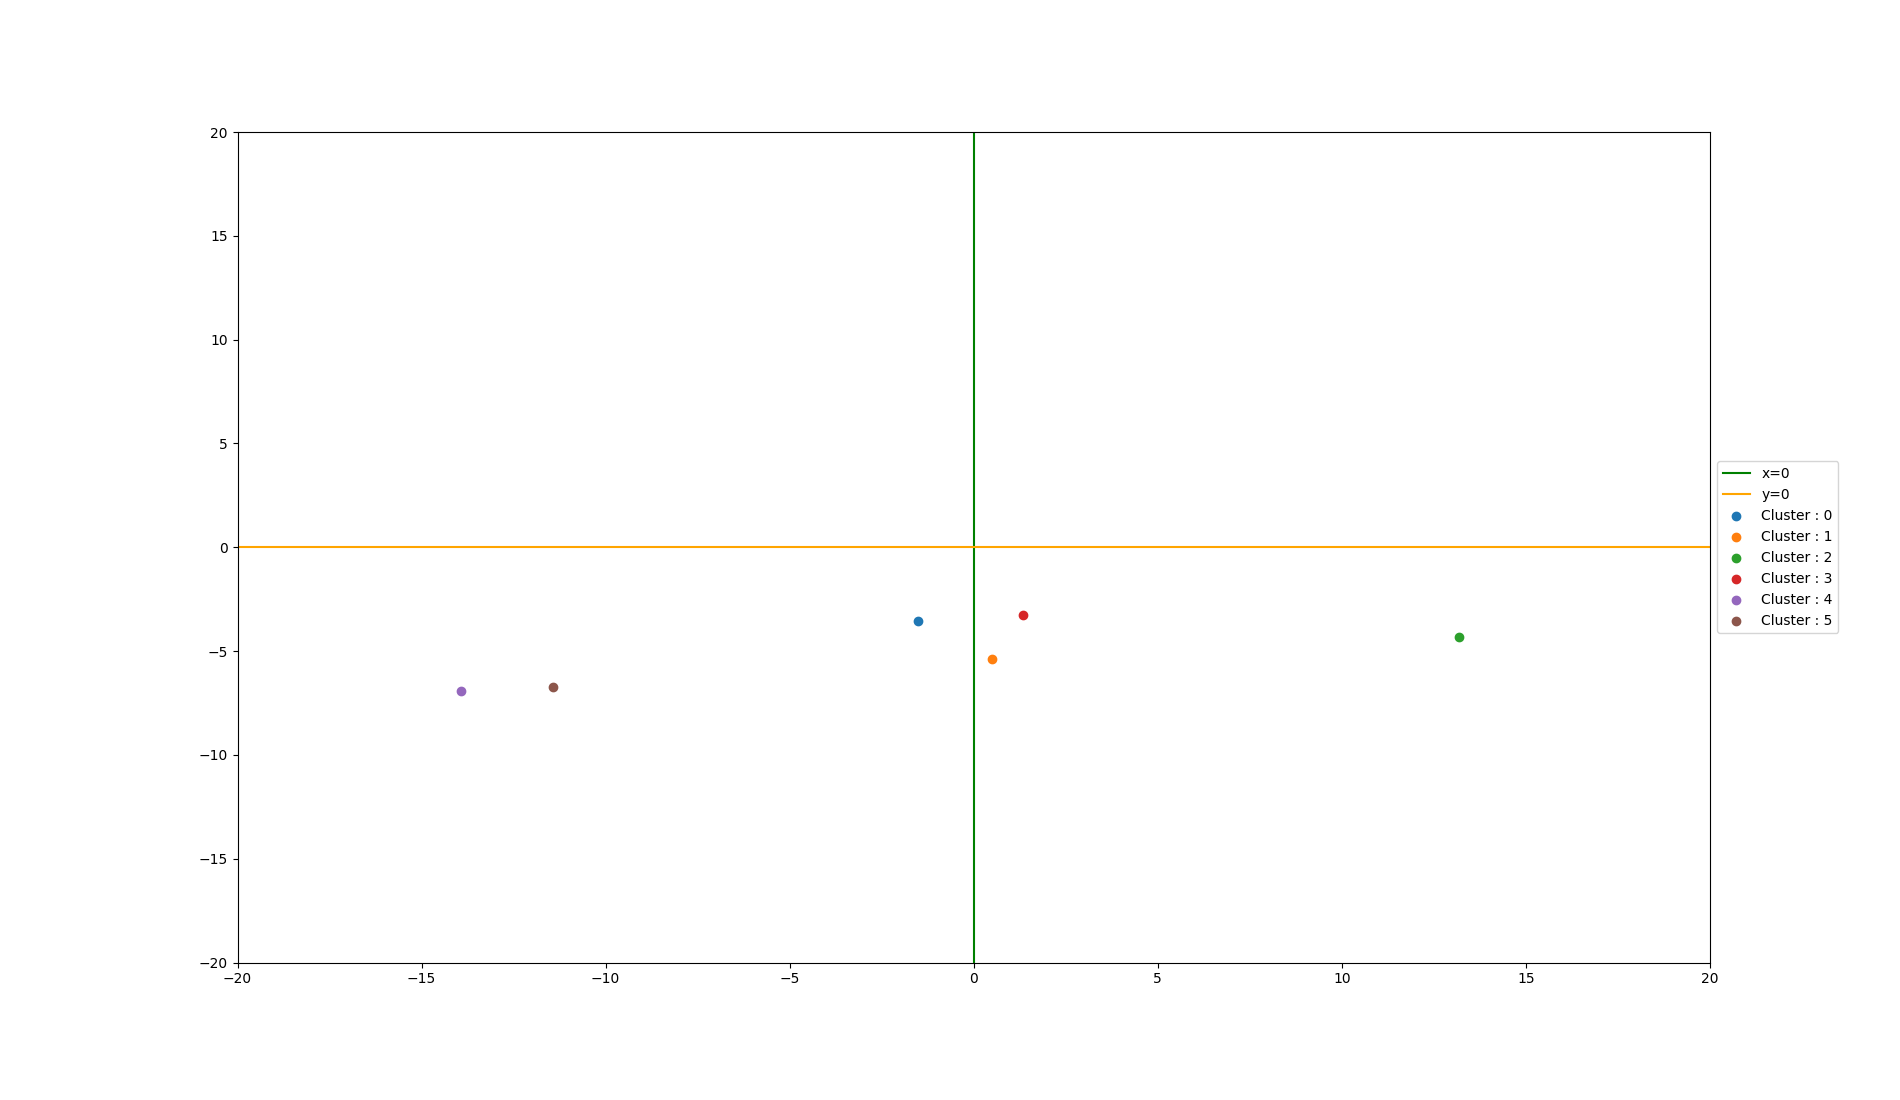 20
15
10
5
0
−5
−10
−15
−20
−20 −15 −10 −5 0 5 10 15 20
x=0
y=0
Cluster : 0
Cluster : 1
Cluster : 2
Cluster : 3
Cluster : 4
Cluster : 5